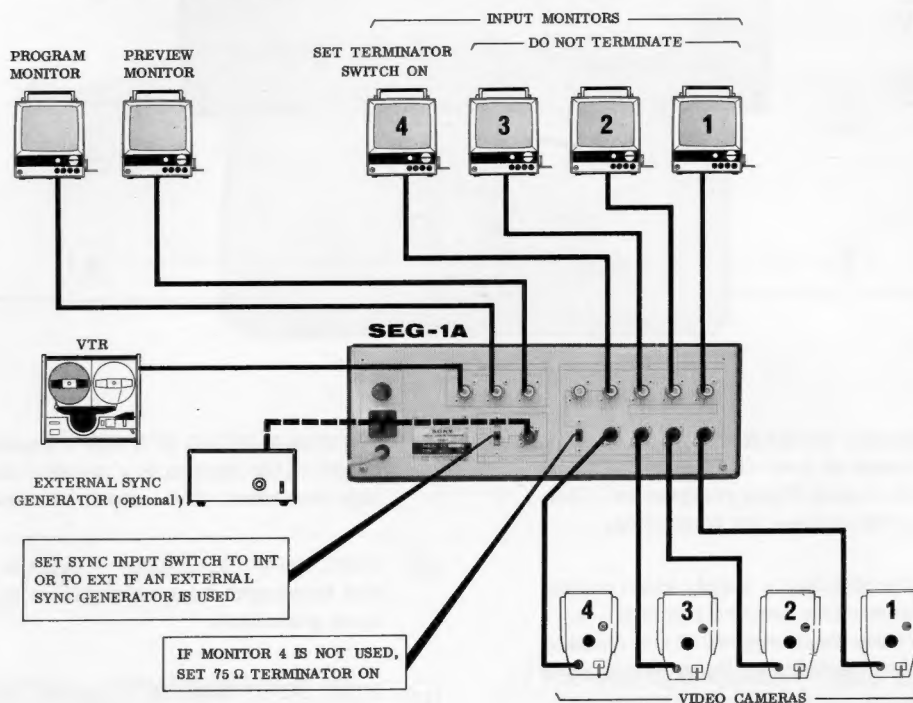 INPUT MONITORS
DO NOT TERMINATE
PROGRAM
MONITOR
PREVIEW
MONITOR
SET TERMINATOR
SWITCH ON
4
3
2
1
SEG-1A
VTR
SONY
EXTERNAL SYNC
GENERATOR (optional)
SET SYNC INPUT SWITCH TO INT
OR TO EXT IF AN EXTERNAL
SYNC GENERATOR IS USED
IF MONITOR 4 IS NOT USED,
SET 75 Ω TERMINATOR ON
4
3
2
1
VIDEO CAMERAS